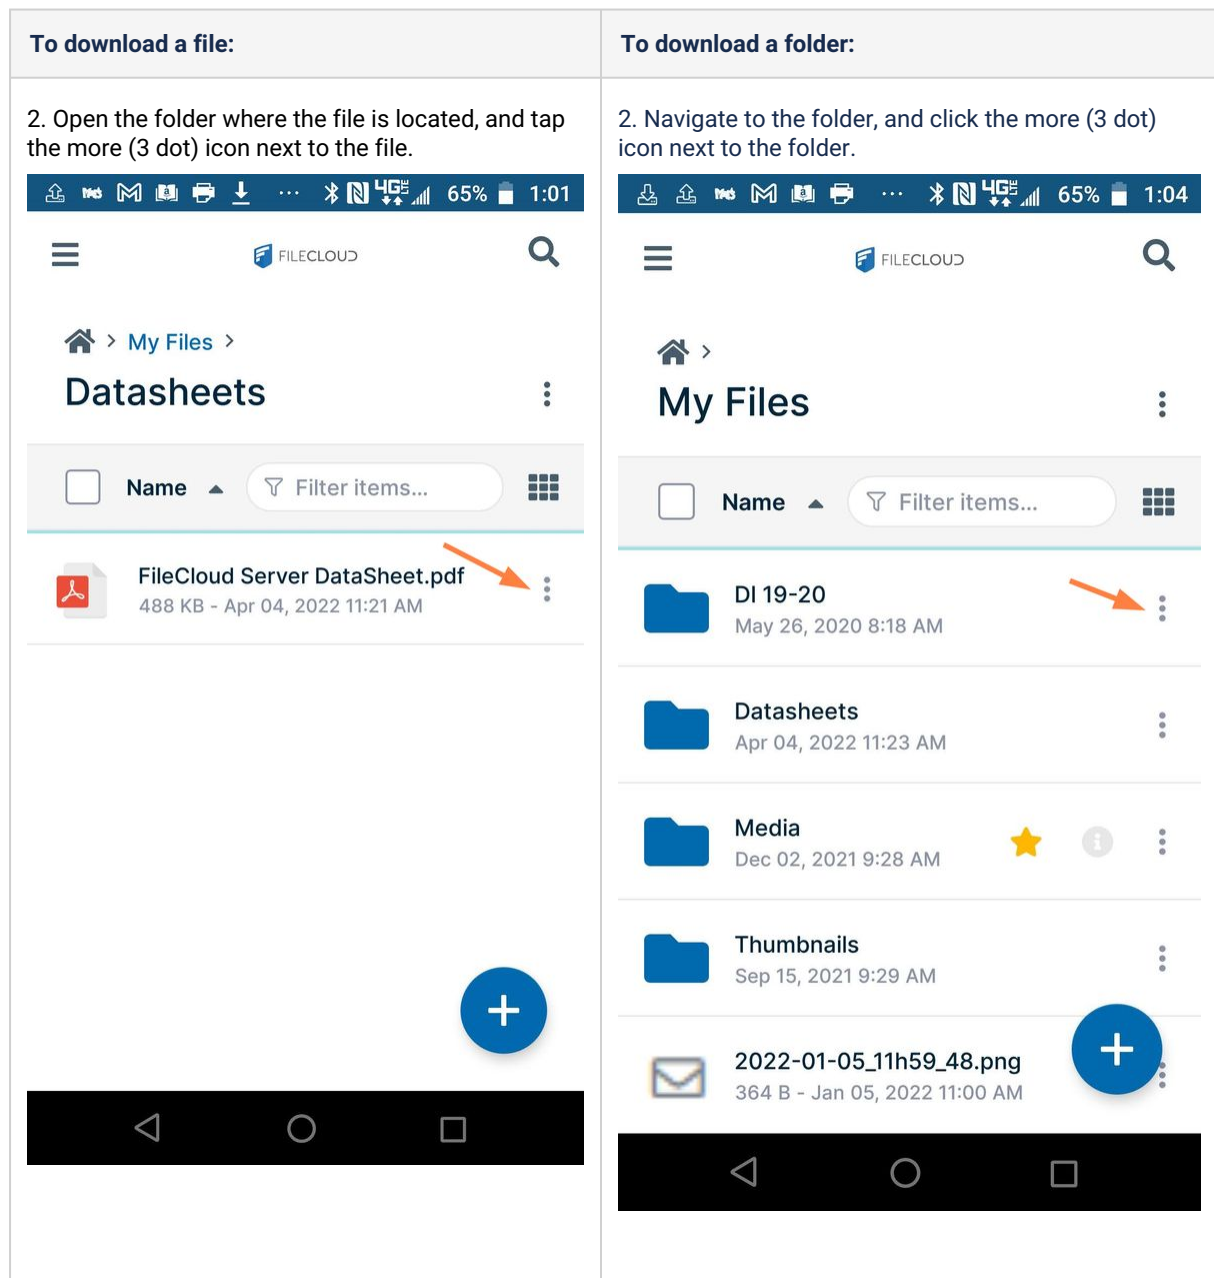 To download a file:
2. Open the folder where the file is located, and tap
the more (3 dot) icon next to the file.
4G 65% 1:01
FILECLOUD
> My Files >
Datasheets
Name
Filter items...
FileCloud Server DataSheet.pdf
488 KB - Apr 04, 2022 11:21 AM
To download a folder:
2. Navigate to the folder, and click the more (3 dot)
icon next to the folder.
4G 65% 1:04
FILECLOUD
>
My Files
Name
Filter items...
DI 19-20
May 26, 2020 8:18 AM
Datasheets
Apr 04, 2022 11:23 AM
Media
Dec 02, 2021 9:28 AM
Thumbnails
Sep 15, 2021 9:29 AM
2022-01-05_11h59_48.png
364 B - Jan 05, 2022 11:00 AM